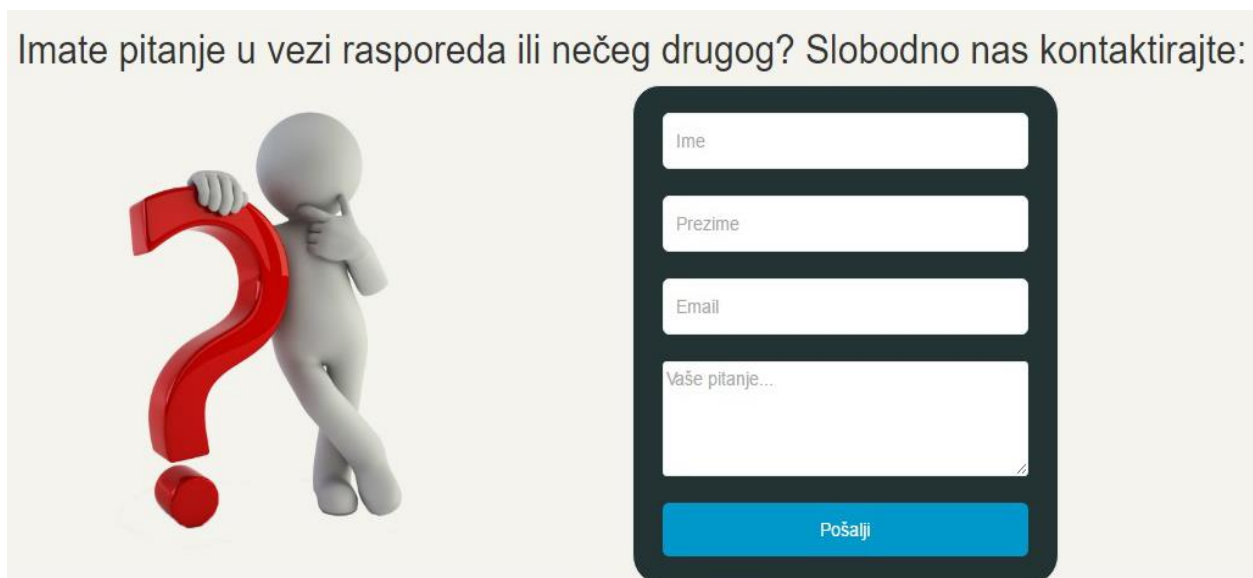 Imate pitanje u vezi rasporeda ili nečeg drugog? Slobodno nas kontaktirajte:
Ime
Prezime
Email
Vaše pitanje...
Pošalji